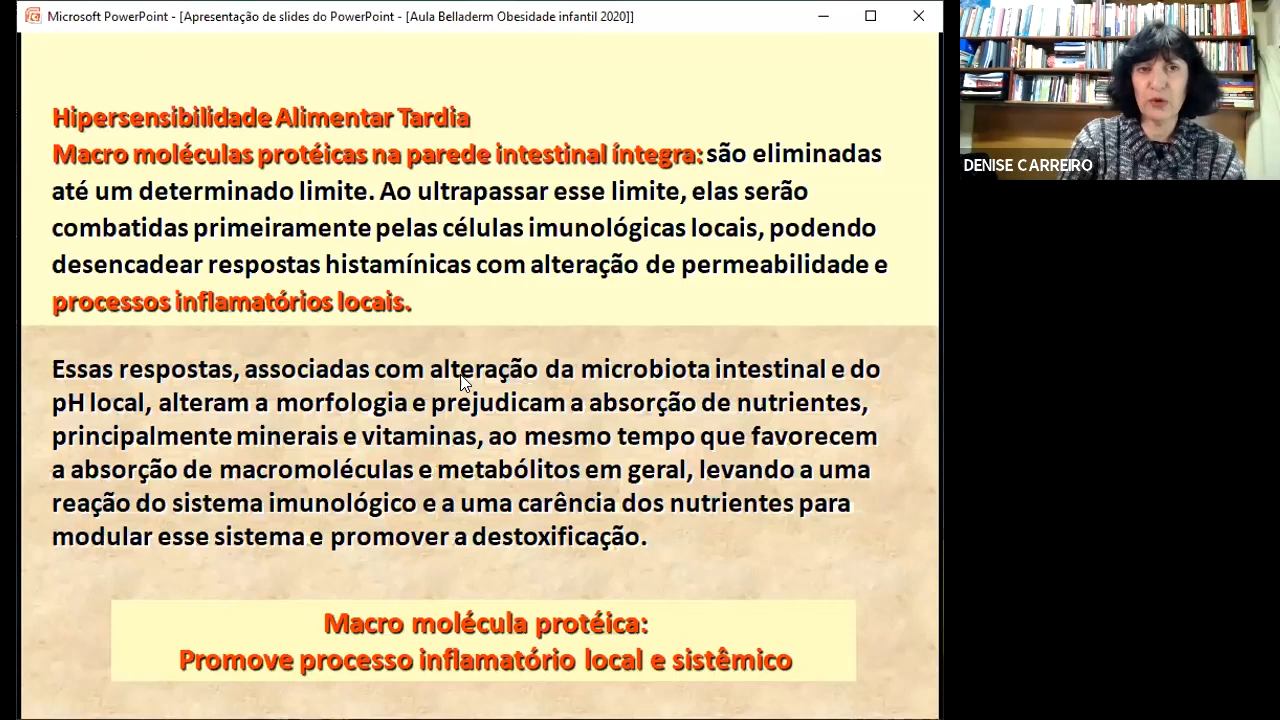 Microsoft PowerPoint - [Apresentação de slides do PowerPoint - [Aula Belladerm Obesidade infantil 2020]]
DENISE CARREIRO
Hipersensibilidade Alimentar Tardia
Macro moléculas protéicas na parede intestinal íntegra: são eliminadas
até um determinado limite. Ao ultrapassar esse limite, elas serão
combatidas primeiramente pelas células imunológicas locais, podendo
desencadear respostas histamínicas com alteração de permeabilidade e
processos inflamatórios locais.
Essas respostas, associadas com alteração da microbiota intestinal e do
pH local, alteram a morfologia e prejudicam a absorção de nutrientes,
principalmente minerais e vitaminas, ao mesmo tempo que favorecem
a absorção de macromoléculas e metabólitos em geral, levando a uma
reação do sistema imunológico e a uma carência dos nutrientes para
modular esse sistema e promover a destoxificação.
Macro molécula protéica:
Promove processo inflamatório local e sistêmico